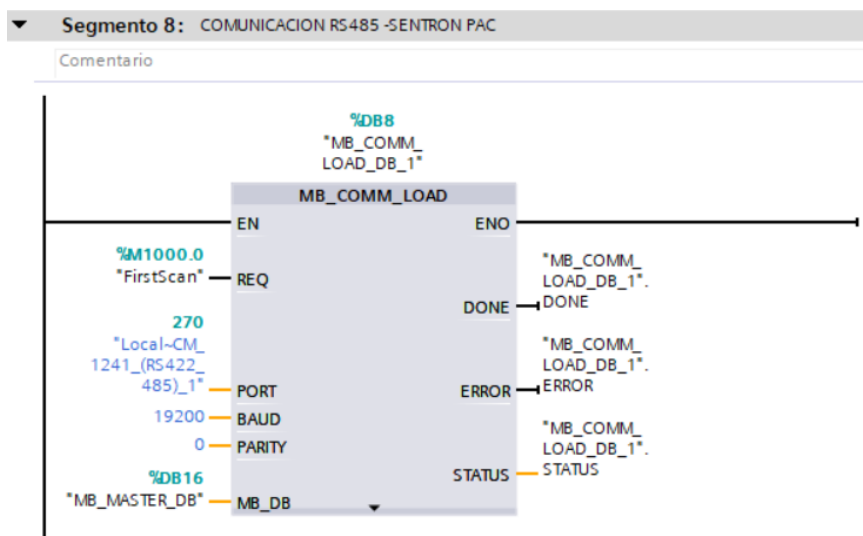 Segmento 8: COMUNICACION RS485 -SENTRON PAC
Comentario
%DB8
"MB_COMM_
LOAD_DB_1"
MB_COMM_LOAD
EN
ENO
%M1000.0
"FirstScan"
REQ
"MB_COMM_
LOAD_DB_1".
DONE
DONE
270
"Local~CM_
1241_(RS422_
485)_1"
PORT
"MB_COMM_
LOAD_DB_1".
ERROR
ERROR
19200
BAUD
0
PARITY
"MB_COMM_
LOAD_DB_1".
STATUS
STATUS
%DB16
"MB_MASTER_DB"
MB_DB